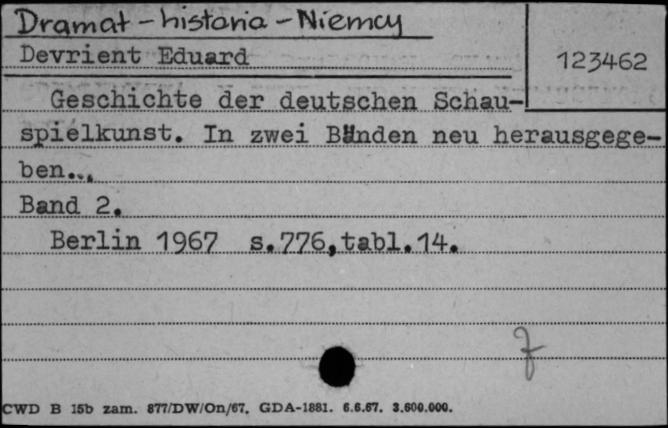 Dramat - historia - Niemcy
Devrient Eduard
123462
Geschichte der deutschen Schau-
spielkunst. In zwei Bänden neu herausgege-
ben...
Band 2.
Berlin 1967 s.776,tabl.14.
CWD B 15b zam. 877/DW/On/67. GDA-1881. 6.6.67. 3.600.000.